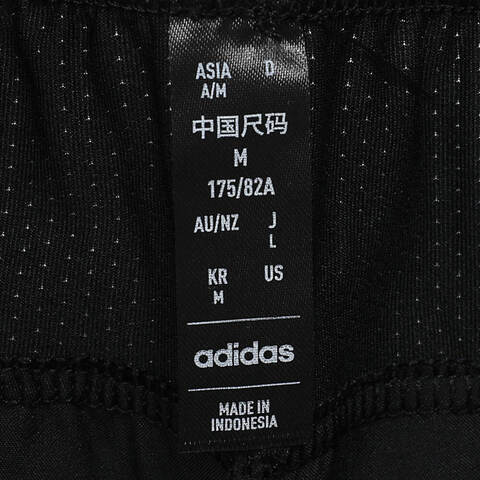 ASIA D
A/M
中国尺码
M
175/82A
AU/NZ J
L
KR US
M
adidas
MADE IN
INDONESIA